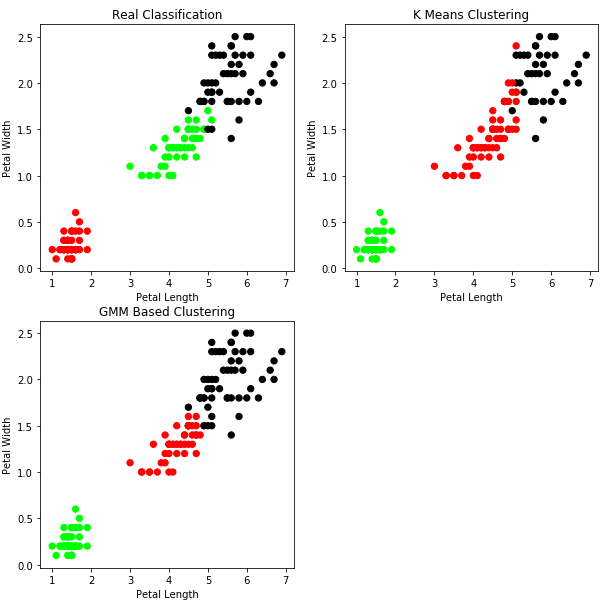 Real Classification
Petal Width
2.5
2.0
1.5
1.0
0.5
0.0
1 2 3 4 5 6 7
Petal Length
K Means Clustering
Petal Width
2.5
2.0
1.5
1.0
0.5
0.0
1 2 3 4 5 6 7
Petal Length
GMM Based Clustering
Petal Width
2.5
2.0
1.5
1.0
0.5
0.0
1 2 3 4 5 6 7
Petal Length